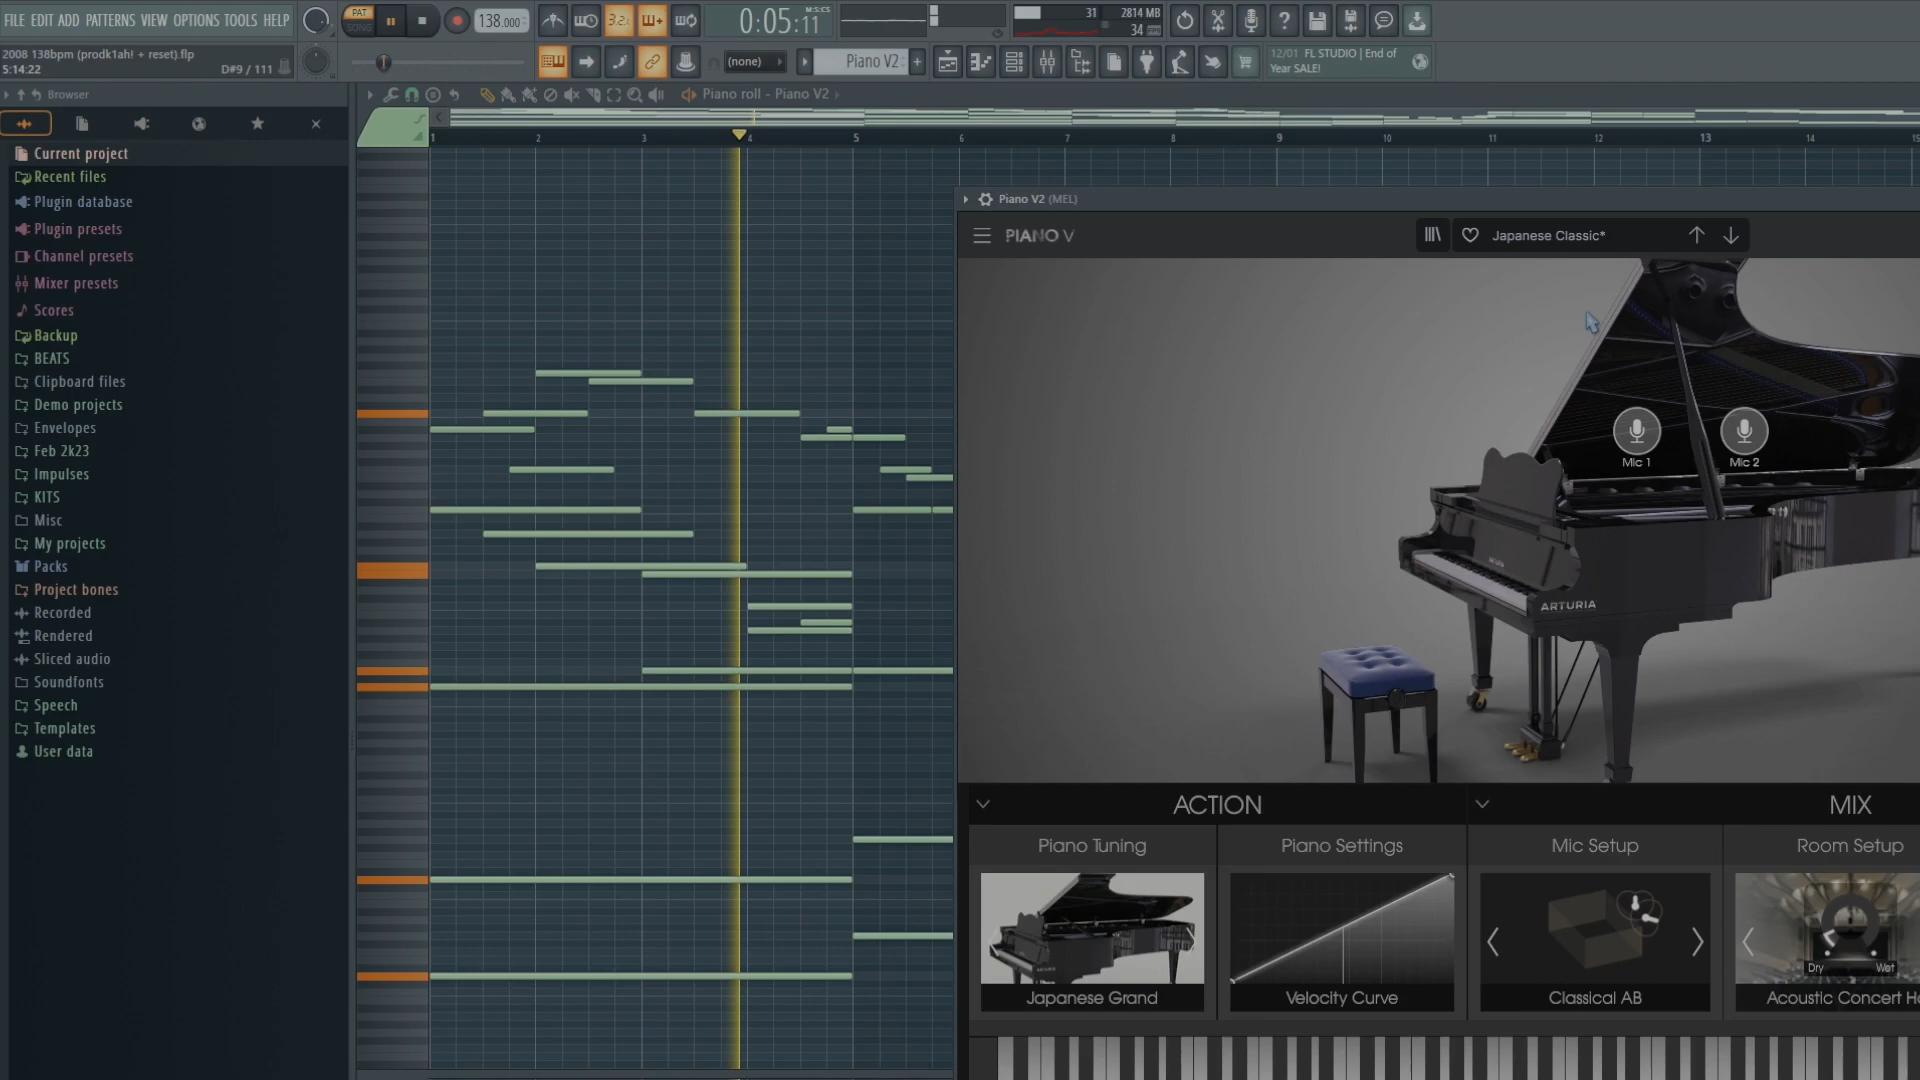 FILE EDIT ADD PATTERNS VIEW OPTIONS TOOLS HELP
PAT
SONG
138.000
3.2.
0:05:11
M:S:CS
31
2814 MB
34
2008 138bpm (prodk1ah! + reset).flp
5:14:22
D#9 / 111
(none)
Piano V2
+
12/01 FL STUDIO | End of
Year SALE!
Browser
Piano roll - Piano V2
1 2 3 4 5 6 7 8 9 10 11 12 13 14 15
Current project
Recent files
Plugin database
Plugin presets
Channel presets
Mixer presets
Scores
Backup
BEATS
Clipboard files
Demo projects
Envelopes
Feb 2k23
Impulses
KITS
Misc
My projects
Packs
Project bones
Recorded
Rendered
Sliced audio
Soundfonts
Speech
Templates
User data
Piano V2 (MEL)
PIANO V
Japanese Classic*
Mic 1
Mic 2
ARTURIA
ACTION
MIX
Piano Tuning
Piano Settings
Mic Setup
Room Setup
Dry
Wet
Japanese Grand
Velocity Curve
Classical AB
Acoustic Concert H